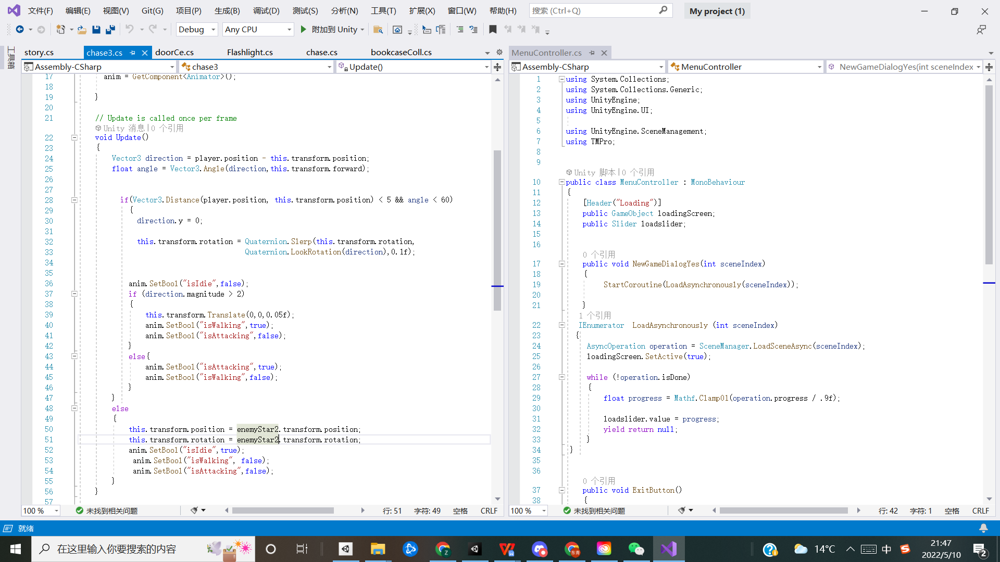 文件(F) 编辑(E) 视图(V) Git(G) 项目(P) 生成(B) 调试(D) 测试(S) 分析(N) 工具(T) 扩展(X) 窗口(W) 帮助(H) 搜索 (Ctrl+Q) My project (1)
Debug Any CPU 附加到 Unity
工具箱
story.cs chase3.cs doorCe.cs Flashlight.cs chase.cs bookcaseColl.cs
Assembly-CSharp chase3 Update()
17 anim = GetComponent<Animator>();
18
19 }
20
21 // Update is called once per frame
Unity 消息|0 个引用
22 void Update()
23 {
24 Vector3 direction = player.position - this.transform.position;
25 float angle = Vector3.Angle(direction,this.transform.forward);
26
27
28 if(Vector3.Distance(player.position, this.transform.position) < 5 && angle < 60)
29 {
30 direction.y = 0;
31
32 this.transform.rotation = Quaternion.Slerp(this.transform.rotation,
33 Quaternion.LookRotation(direction),0.1f);
34
35
36 anim.SetBool("isIdie",false);
37 if (direction.magnitude > 2)
38 {
39 this.transform.Translate(0,0,0.05f);
40 anim.SetBool("isWalking",true);
41 anim.SetBool("isAttacking",false);
42 }
43 else{
44 anim.SetBool("isAttacking",true);
45 anim.SetBool("isWalking",false);
46 }
47 }
48 else
49 {
50 this.transform.position = enemyStar2.transform.position;
51 this.transform.rotation = enemyStar2.transform.rotation;
52 anim.SetBool("isIdie",true);
53 anim.SetBool("isWalking", false);
54 anim.SetBool("isAttacking",false);
55 }
56 }
57
100 % 未找到相关问题 行: 51 字符: 49 空格 CRLF
MenuController.cs
Assembly-CSharp MenuController NewGameDialogYes(int sceneIndex
1 using System.Collections;
2 using System.Collections.Generic;
3 using UnityEngine;
4 using UnityEngine.UI;
5
6 using UnityEngine.SceneManagement;
7 using TMPro;
8
9
Unity 脚本|0 个引用
10 public class MenuController : MonoBehaviour
11 {
12 [Header("Loading")]
13 public GameObject loadingScreen;
14 public Slider loadslider;
15
16
0 个引用
17 public void NewGameDialogYes(int sceneIndex)
18 {
19 StartCoroutine(LoadAsynchronously(sceneIndex));
20
21 }
1 个引用
22 IEnumerator LoadAsynchronously (int sceneIndex)
23 {
24 AsyncOperation operation = SceneManager.LoadSceneAsync(sceneIndex);
25 loadingScreen.SetActive(true);
26
27 while (!operation.isDone)
28 {
29 float progress = Mathf.Clamp01(operation.progress / .9f);
30
31 loadslider.value = progress;
32 yield return null;
33 }
34 }
35
36
0 个引用
37 public void ExitButton()
38 {
100 % 未找到相关问题 行: 42 字符: 1 空格 CRLF
就绪
在这里输入你要搜索的内容 14°C 中 21:47
2022/5/10 2